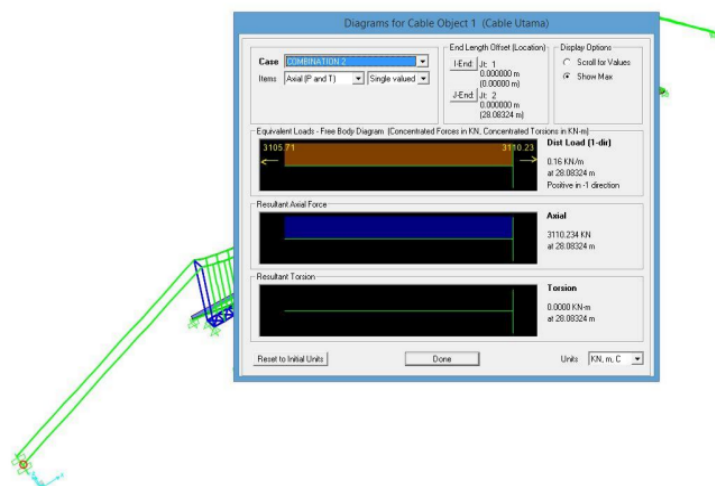 Diagrams for Cable Object 1 (Cable Utama)
Case COMBINATION 2
Items Axial (P and T) Single valued
End Length Offset (Location)
I-End: Jt: 1
0.000000 m
(0.00000 m)
J-End: Jt: 2
0.000000 m
(28.08324 m)
Display Options
Scroll for Values
Show Max
Equivalent Loads - Free Body Diagram (Concentrated Forces in KN, Concentrated Torsions in KN-m)
3105.71 3110.23
Dist Load (1-dir)
0.16 KN/m
at 28.08324 m
Positive in -1 direction
Resultant Axial Force
Axial
3110.234 KN
at 28.08324 m
Resultant Torsion
Torsion
0.0000 KN-m
at 28.08324 m
Reset to Initial Units Done Units KN, m, C